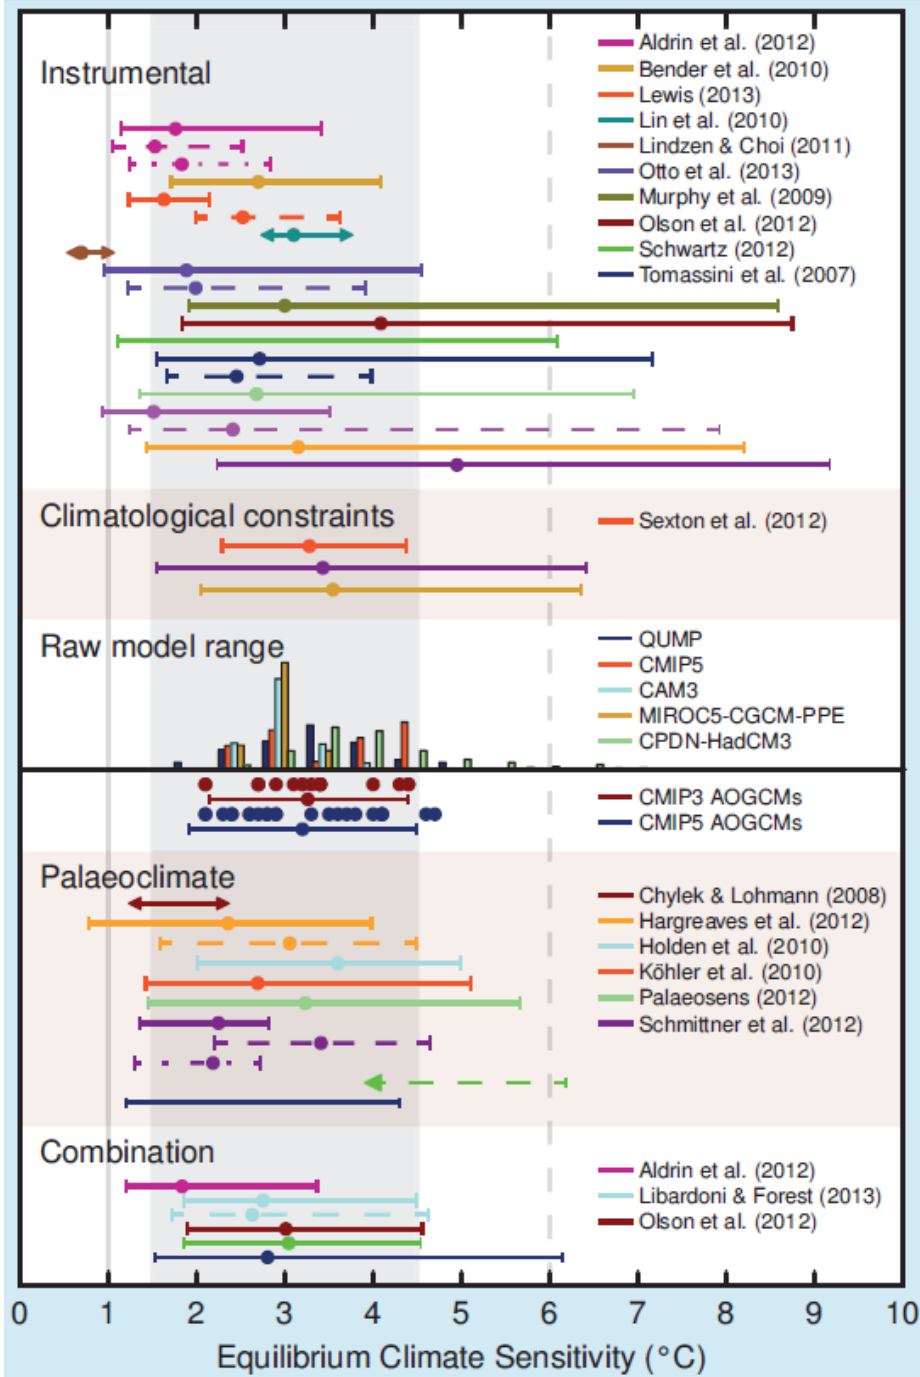 Instrumental
Aldrin et al. (2012)
Bender et al. (2010)
Lewis (2013)
Lin et al. (2010)
Lindzen & Choi (2011)
Otto et al. (2013)
Murphy et al. (2009)
Olson et al. (2012)
Schwartz (2012)
Tomassini et al. (2007)
Climatological constraints
Sexton et al. (2012)
Raw model range
QUMP
CMIP5
CAM3
MIROC5-CGCM-PPE
CPDN-HadCM3
CMIP3 AOGCMs
CMIP5 AOGCMs
Palaeoclimate
Chylek & Lohmann (2008)
Hargreaves et al. (2012)
Holden et al. (2010)
Köhler et al. (2010)
Palaeosens (2012)
Schmittner et al. (2012)
Combination
Aldrin et al. (2012)
Libardoni & Forest (2013)
Olson et al. (2012)
0 1 2 3 4 5 6 7 8 9 10
Equilibrium Climate Sensitivity (°C)